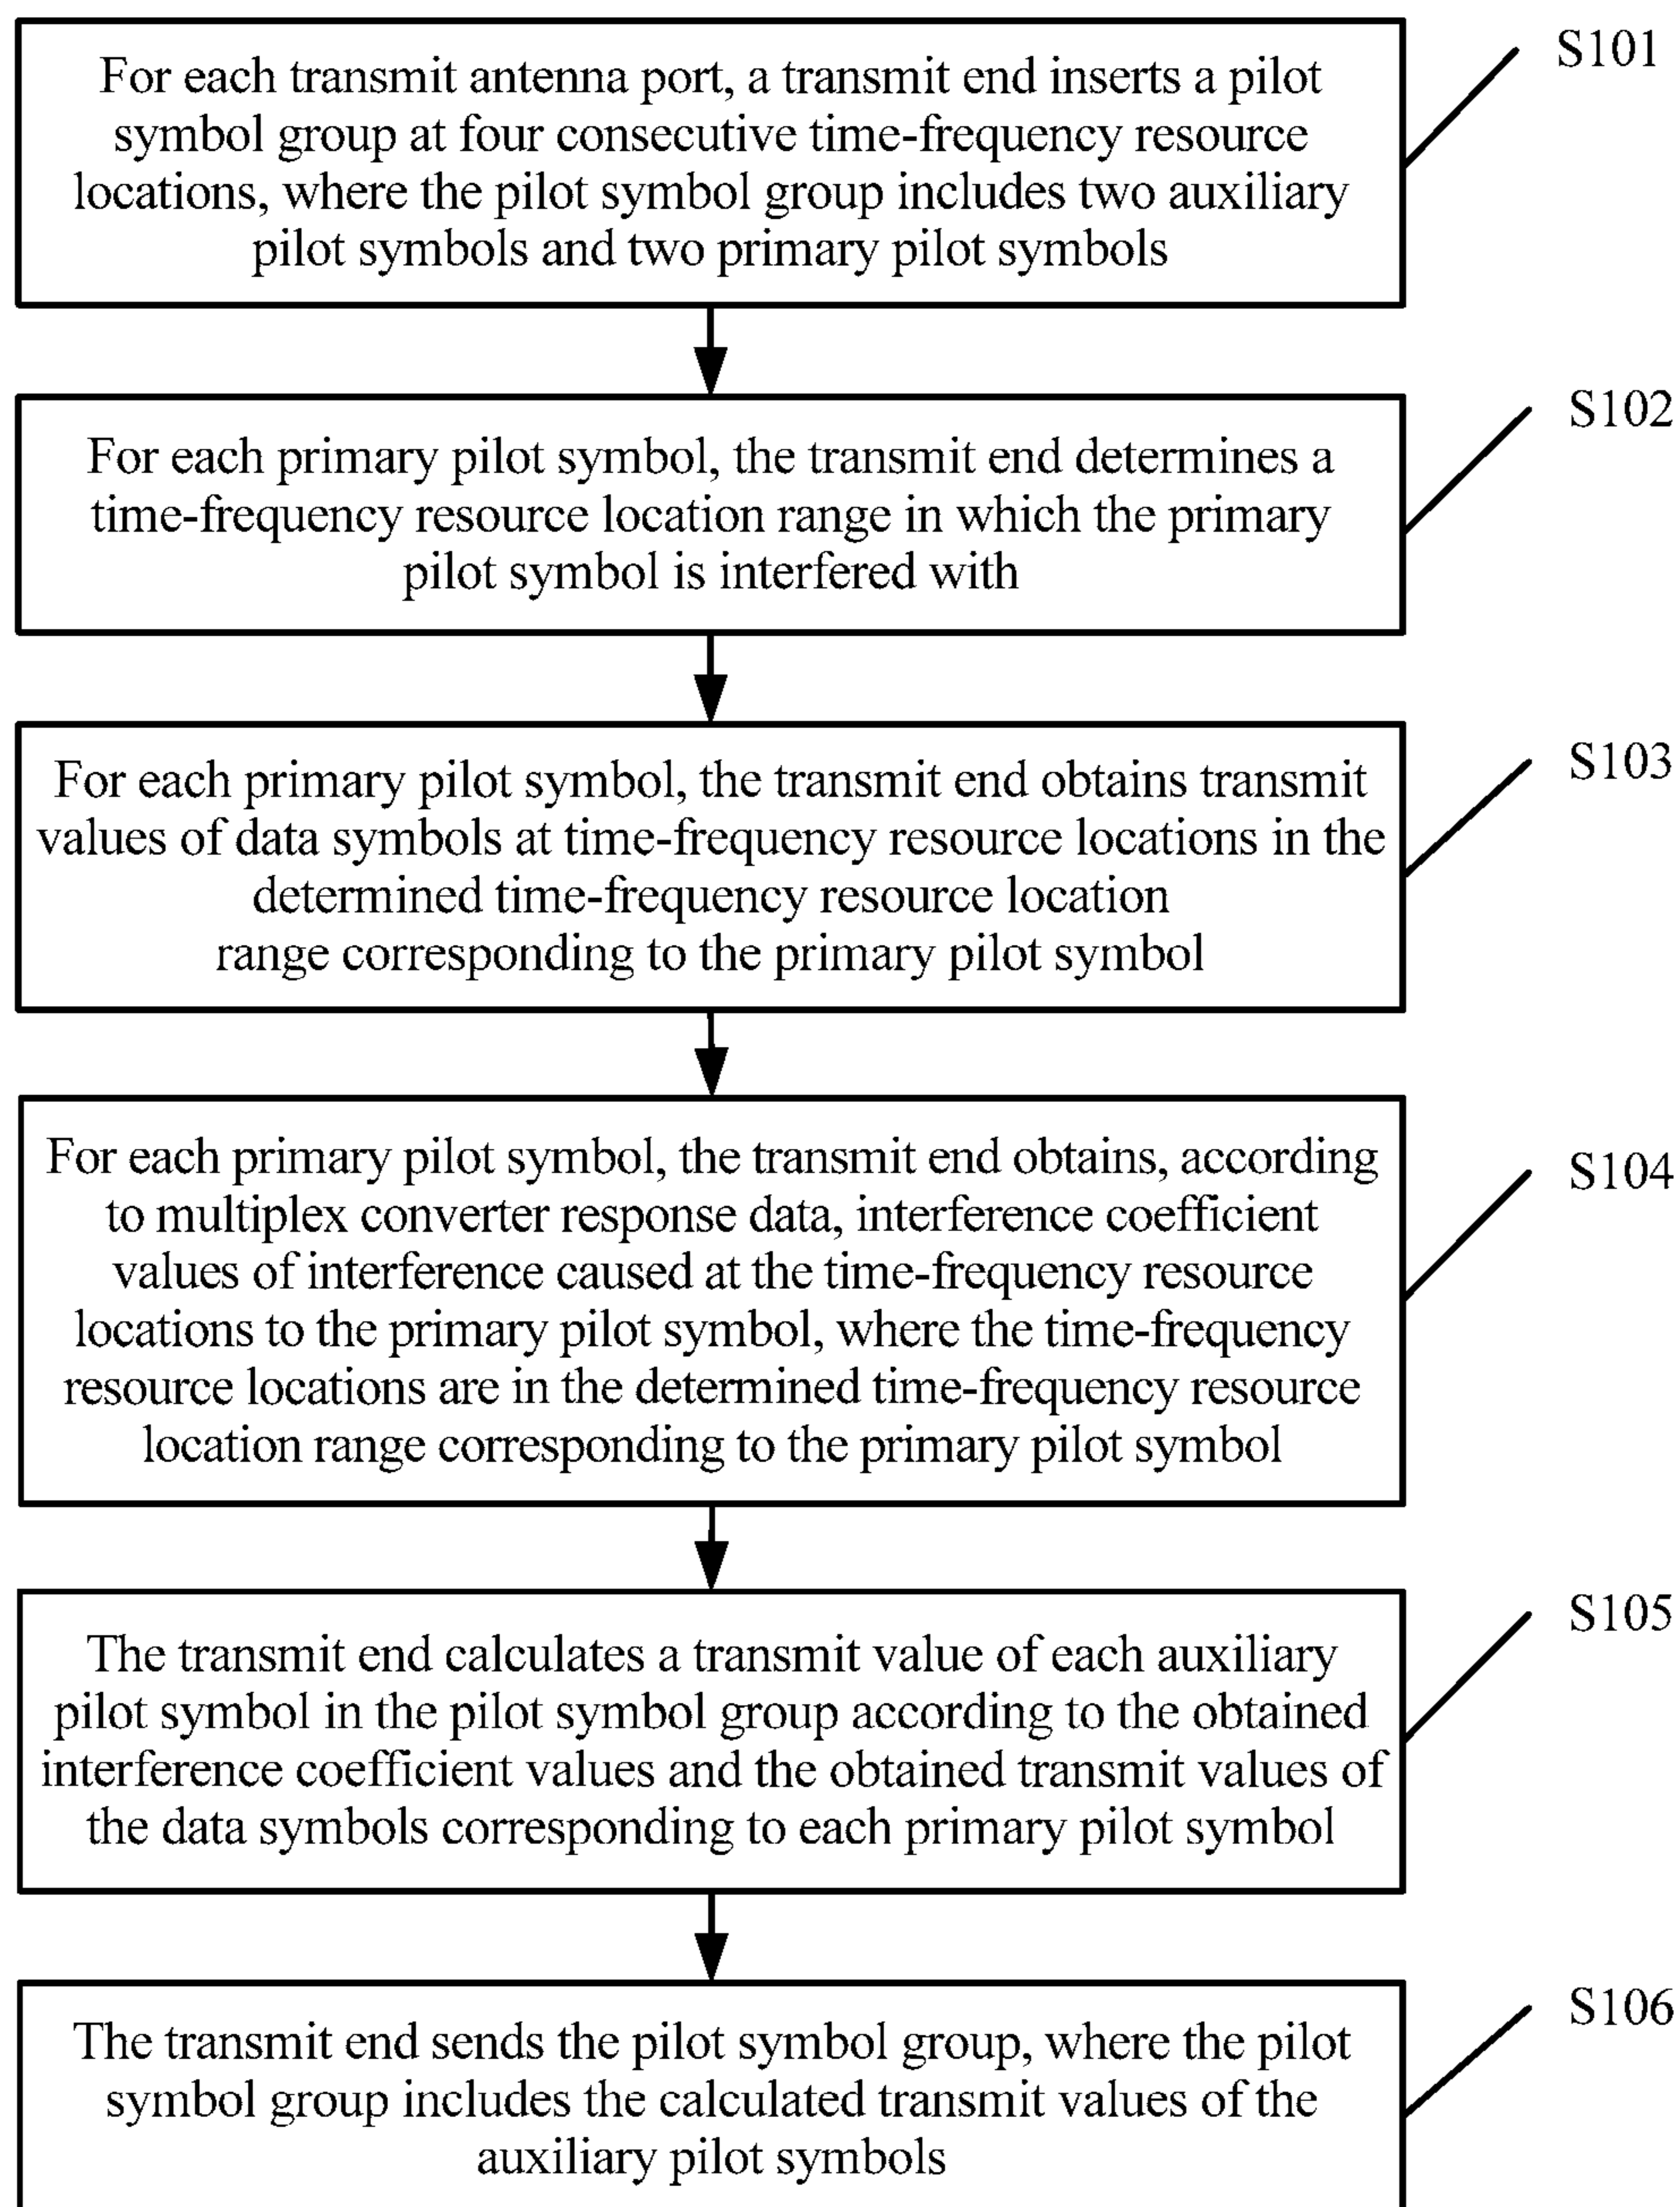 For each transmit antenna port, a transmit end inserts a pilot
symbol group at four consecutive time-frequency resource
locations, where the pilot symbol group includes two auxiliary
pilot symbols and two primary pilot symbols
S101
For each primary pilot symbol, the transmit end determines a
time-frequency resource location range in which the primary
pilot symbol is interfered with
S102
For each primary pilot symbol, the transmit end obtains transmit
values of data symbols at time-frequency resource locations in the
determined time-frequency resource location
range corresponding to the primary pilot symbol
S103
For each primary pilot symbol, the transmit end obtains, according
to multiplex converter response data, interference coefficient
values of interference caused at the time-frequency resource
locations to the primary pilot symbol, where the time-frequency
resource locations are in the determined time-frequency resource
location range corresponding to the primary pilot symbol
S104
The transmit end calculates a transmit value of each auxiliary
pilot symbol in the pilot symbol group according to the obtained
interference coefficient values and the obtained transmit values of
the data symbols corresponding to each primary pilot symbol
S105
The transmit end sends the pilot symbol group, where the pilot
symbol group includes the calculated transmit values of the
auxiliary pilot symbols
S106